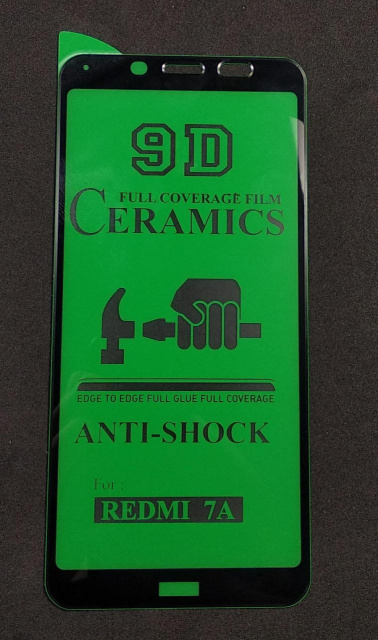 9D
FULL COVERAGE FILM
CERAMICS
EDGE TO EDGE FULL GLUE FULL COVERAGE
ANTI-SHOCK
For :
REDMI 7A